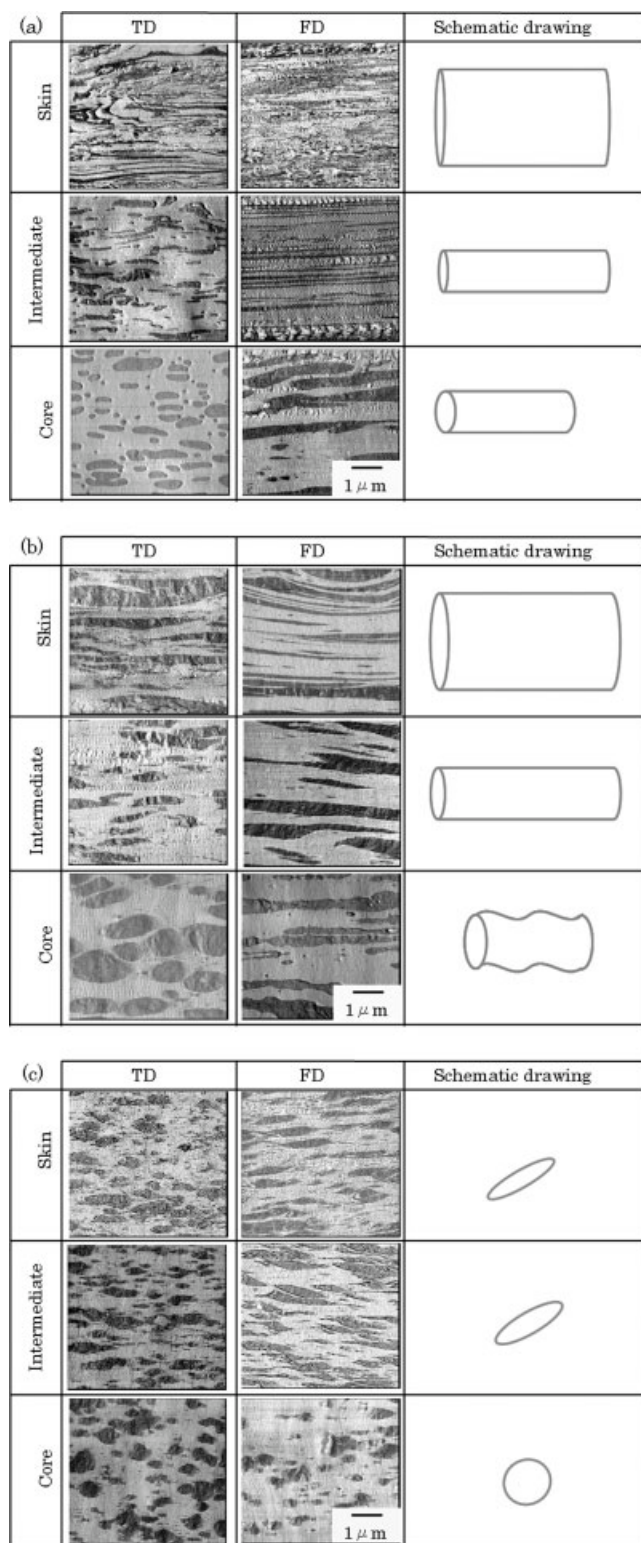 (a)
TD FD Schematic drawing
Skin
Intermediate
Core
1 μm
(b)
TD FD Schematic drawing
Skin
Intermediate
Core
1 μm
(c)
TD FD Schematic drawing
Skin
Intermediate
Core
1 μm